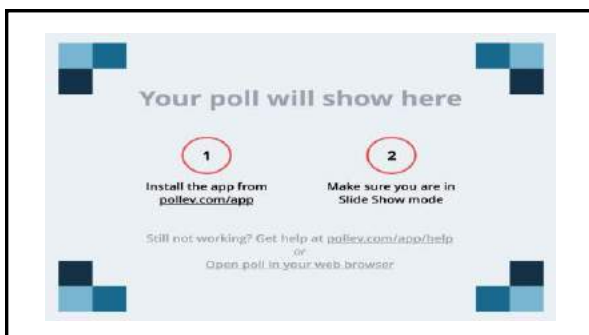 Your poll will show here
1
2
Install the app from
pollev.com/app
Make sure you are in
Slide Show mode
Still not working? Get help at pollev.com/app/help
or
Open poll in your web browser